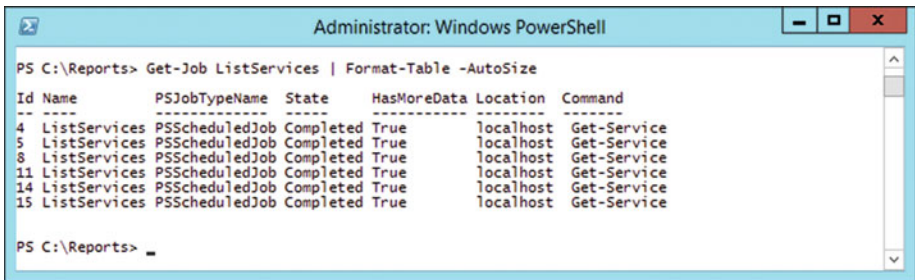 Administrator: Windows PowerShell
PS C:\Reports> Get-Job ListServices | Format-Table -AutoSize
Id Name PSJobTypeName State HasMoreData Location Command
-- ---- ------------- ----- ----------- -------- -------
4 ListServices PSScheduledJob Completed True localhost Get-Service
5 ListServices PSScheduledJob Completed True localhost Get-Service
8 ListServices PSScheduledJob Completed True localhost Get-Service
11 ListServices PSScheduledJob Completed True localhost Get-Service
14 ListServices PSScheduledJob Completed True localhost Get-Service
15 ListServices PSScheduledJob Completed True localhost Get-Service
PS C:\Reports> _